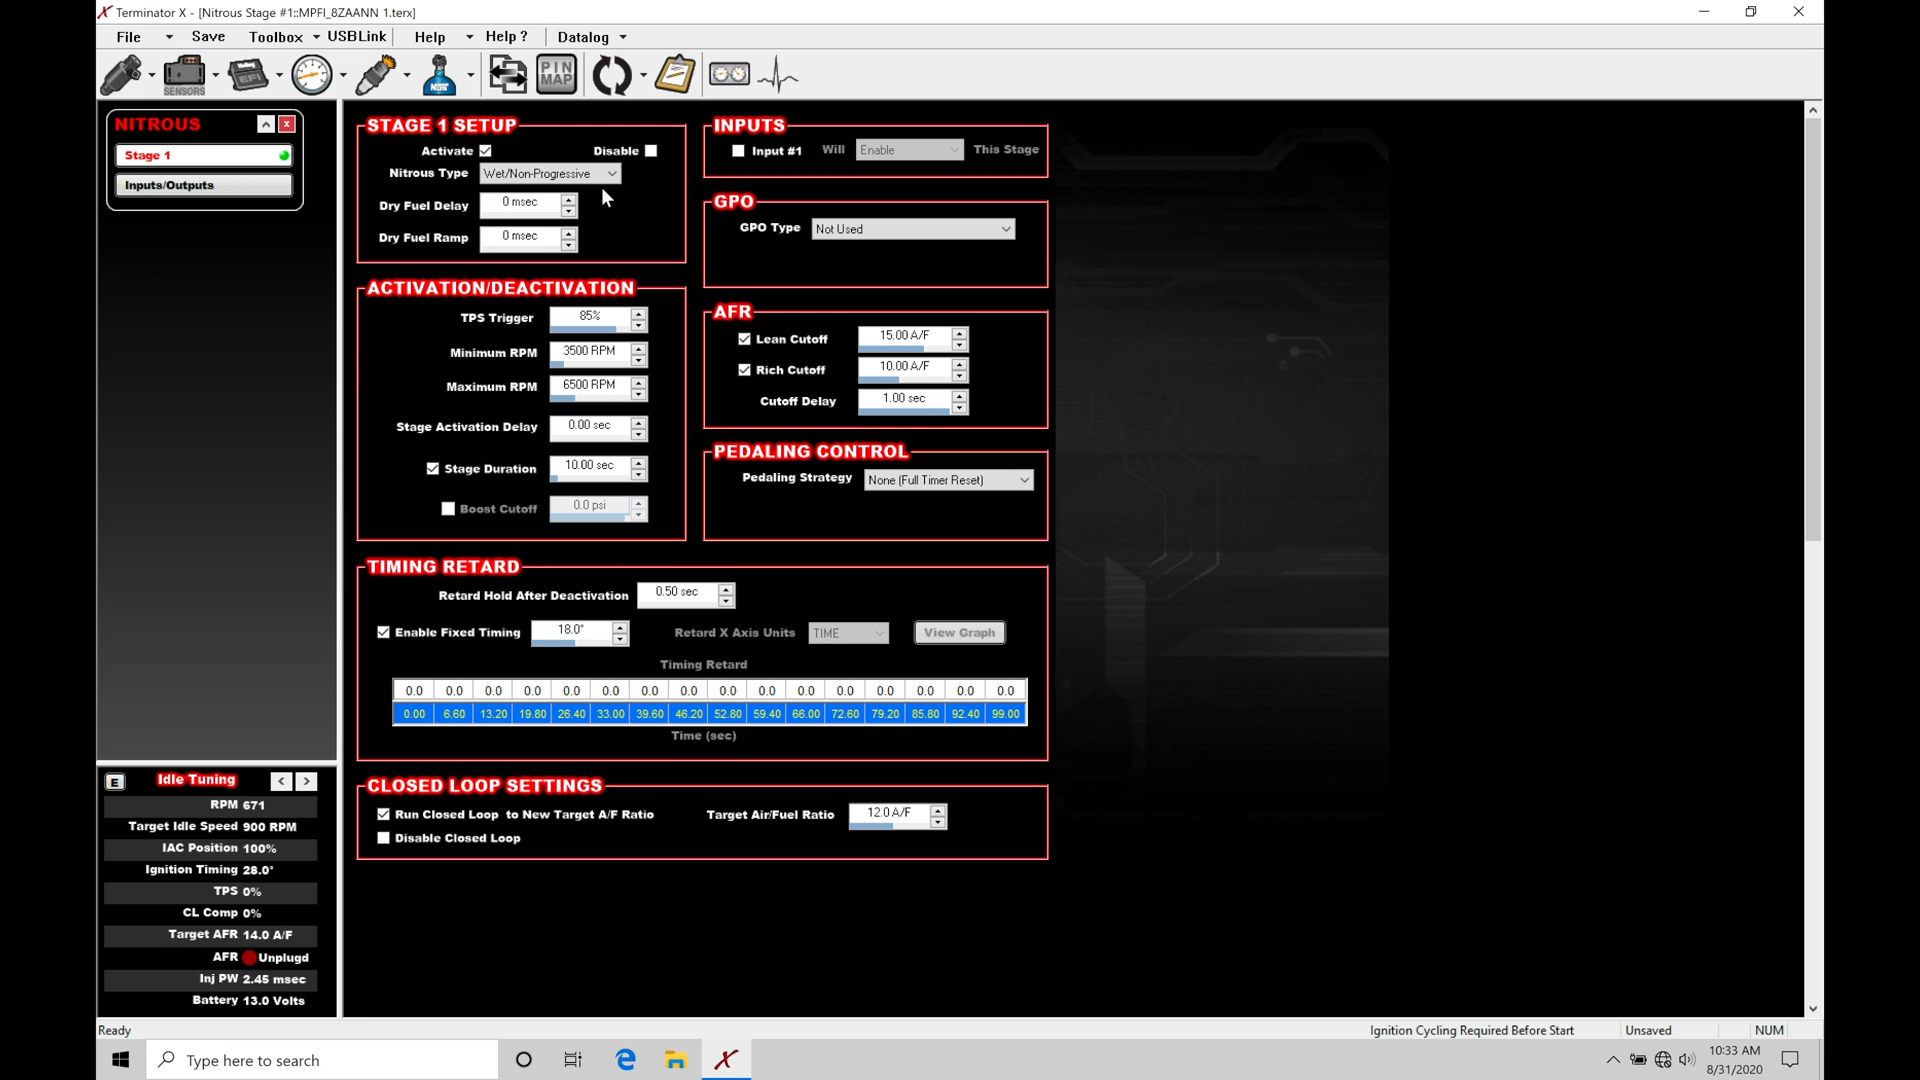 Terminator X - [Nitrous Stage #1::MPFI_8ZAANN 1.terx]
File Save Toolbox USBLink Help Help ? Datalog
SENSORS EFI NOS PIN MAP
NITROUS
Stage 1
Inputs/Outputs
STAGE 1 SETUP
Activate Disable
Nitrous Type Wet/Non-Progressive
Dry Fuel Delay 0 msec
Dry Fuel Ramp 0 msec
ACTIVATION/DEACTIVATION
TPS Trigger 85%
Minimum RPM 3500 RPM
Maximum RPM 6500 RPM
Stage Activation Delay 0.00 sec
Stage Duration 10.00 sec
Boost Cutoff 0.0 psi
INPUTS
Input #1 Will Enable This Stage
GPO
GPO Type Not Used
AFR
Lean Cutoff 15.00 A/F
Rich Cutoff 10.00 A/F
Cutoff Delay 1.00 sec
PEDALING CONTROL
Pedaling Strategy None (Full Timer Reset)
TIMING RETARD
Retard Hold After Deactivation 0.50 sec
Enable Fixed Timing 18.0° Retard X Axis Units TIME View Graph
Timing Retard
0.0 0.0 0.0 0.0 0.0 0.0 0.0 0.0 0.0 0.0 0.0 0.0 0.0 0.0 0.0 0.0
0.00 6.60 13.20 19.80 26.40 33.00 39.60 46.20 52.80 59.40 66.00 72.60 79.20 85.80 92.40 99.00
Time (sec)
CLOSED LOOP SETTINGS
Run Closed Loop to New Target A/F Ratio Target Air/Fuel Ratio 12.0 A/F
Disable Closed Loop
E Idle Tuning < >
RPM 671
Target Idle Speed 900 RPM
IAC Position 100%
Ignition Timing 28.0°
TPS 0%
CL Comp 0%
Target AFR 14.0 A/F
AFR Unplugd
Inj PW 2.45 msec
Battery 13.0 Volts
Ready Ignition Cycling Required Before Start Unsaved NUM
Type here to search
10:33 AM
8/31/2020